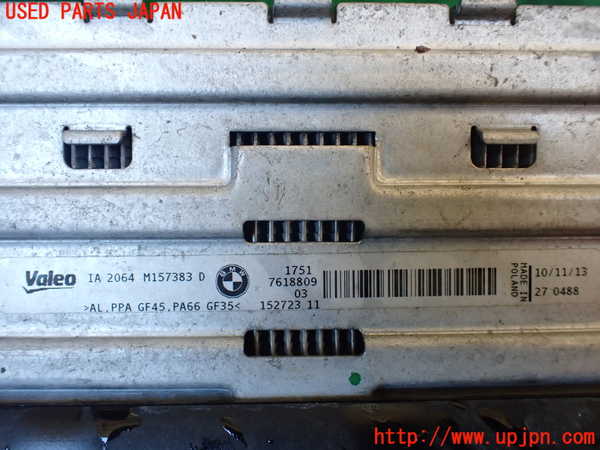 USED PARTS JAPAN
Valeo IA 2064 M157383 D BMW 1751 7618809 03 MADE IN POLAND 10/11/13
>AL.PPA GF45.PA66 GF35< 152723 11 27 0488
http://www.upjpn.com